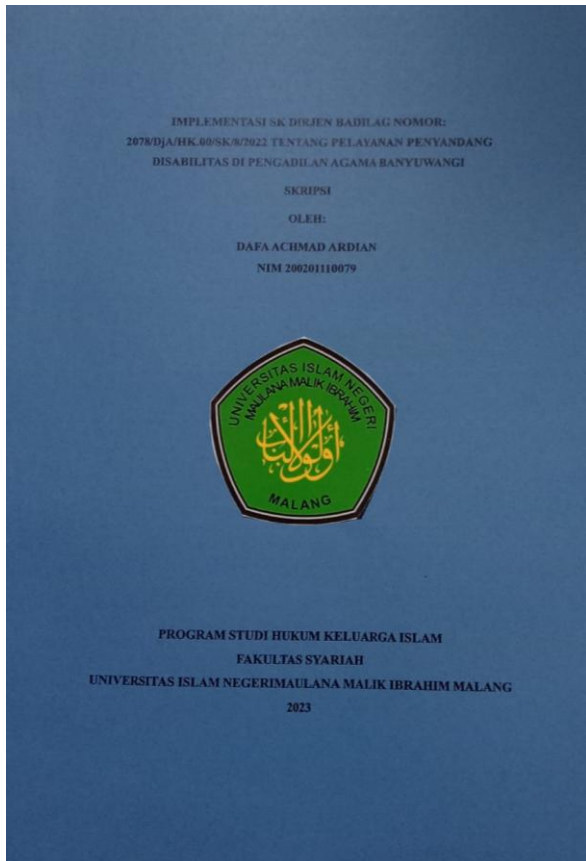 IMPLEMENTASI SK DIRJEN BADILAG NOMOR:
2078/DjA/HK.00/SK/8/2022 TENTANG PELAYANAN PENYANDANG
DISABILITAS DI PENGADILAN AGAMA BANYUWANGI
SKRIPSI
OLEH:
DAFA ACHMAD ARDIAN
NIM 200201110079
UNIVERSITAS ISLAM NEGERI
MAULANA MALIK IBRAHIM
أولو الألباب
MALANG
PROGRAM STUDI HUKUM KELUARGA ISLAM
FAKULTAS SYARIAH
UNIVERSITAS ISLAM NEGERIMAULANA MALIK IBRAHIM MALANG
2023